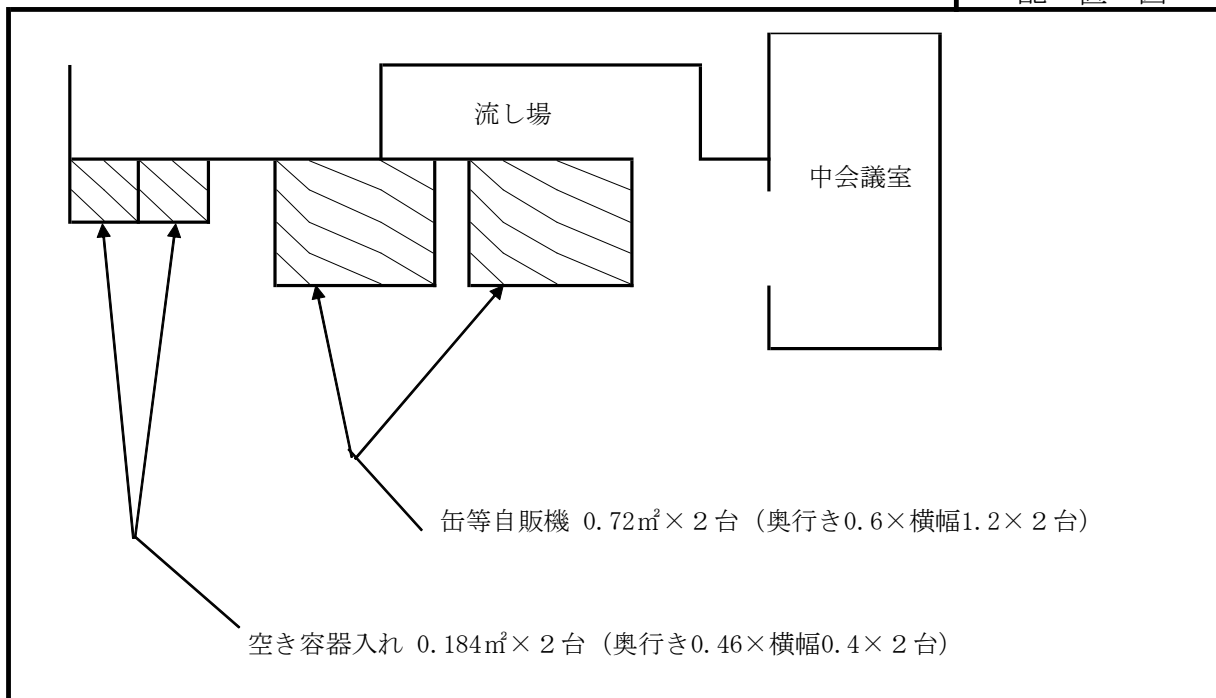 流し場
中会議室
缶等自販機 0.72㎡×２台（奥行き0.6×横幅1.2×２台）
空き容器入れ 0.184㎡×２台（奥行き0.46×横幅0.4×２台）